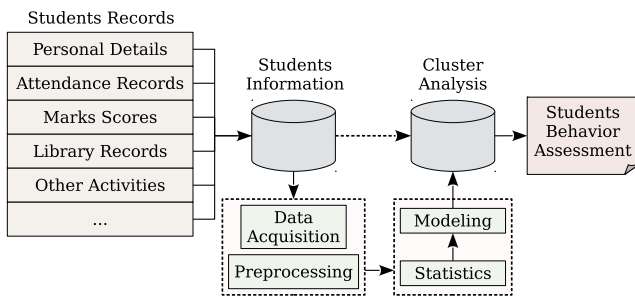 Students Records
Personal Details
Attendance Records
Marks Scores
Library Records
Other Activities
...
Students
Information
Data
Acquisition
Preprocessing
Cluster
Analysis
Modeling
Statistics
Students
Behavior
Assessment